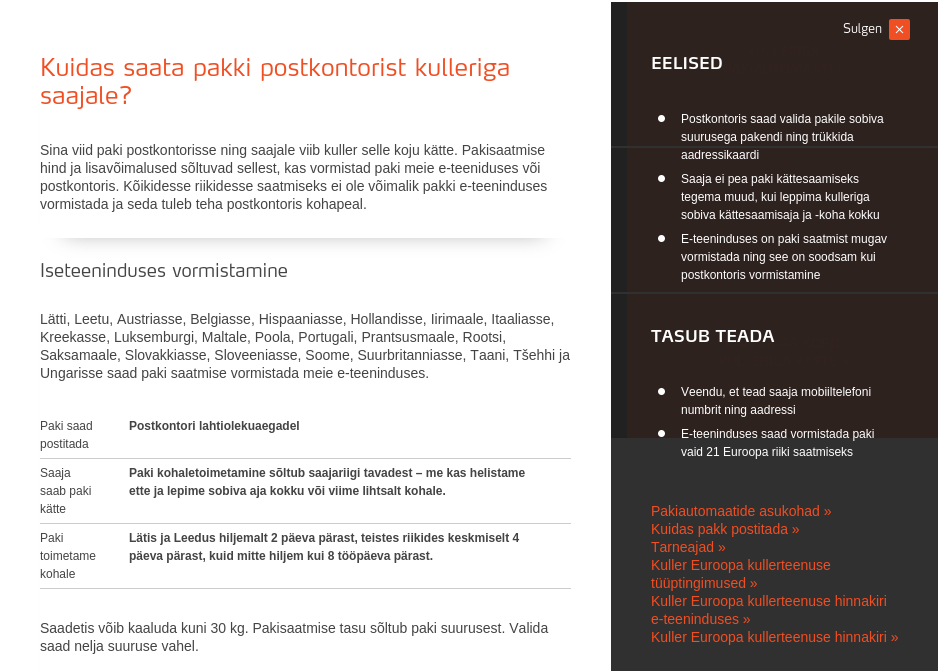 Kuidas saata pakki postkontorist kulleriga
saajale?
Sina viid paki postkontorisse ning saajale viib kuller selle koju kätte. Pakisaatmise
hind ja lisavõimalused sõltuvad sellest, kas vormistad paki meie e-teeniduses või
postkontoris. Kõikidesse riikidesse saatmiseks ei ole võimalik pakki e-teeninduses
vormistada ja seda tuleb teha postkontoris kohapeal.
Iseteeninduses vormistamine
Lätti, Leetu, Austriasse, Belgiasse, Hispaaniasse, Hollandisse, Iirimaale, Itaaliasse,
Kreekasse, Luksemburgi, Maltale, Poola, Portugali, Prantsusmaale, Rootsi,
Saksamaale, Slovakkiasse, Sloveeniasse, Soome, Suurbritanniasse, Taani, Tšehhi ja
Ungarisse saad paki saatmise vormistada meie e-teeninduses.
Paki saad
postitada
Postkontori lahtiolekuaegadel
Saaja
saab paki
kätte
Paki kohaletoimetamine sõltub saajariigi tavadest – me kas helistame
ette ja lepime sobiva aja kokku või viime lihtsalt kohale.
Paki
toimetame
kohale
Lätis ja Leedus hiljemalt 2 päeva pärast, teistes riikides keskmiselt 4
päeva pärast, kuid mitte hiljem kui 8 tööpäeva pärast.
Saadetis võib kaaluda kuni 30 kg. Pakisaatmise tasu sõltub paki suurusest. Valida
saad nelja suuruse vahel.
Sulgen ×
EELISED
● Postkontoris saad valida pakile sobiva
suurusega pakendi ning trükkida
aadressikaardi
● Saaja ei pea paki kättesaamiseks
tegema muud, kui leppima kulleriga
sobiva kättesaamisaja ja -koha kokku
● E-teeninduses on paki saatmist mugav
vormistada ning see on soodsam kui
postkontoris vormistamine
TASUB TEADA
● Veendu, et tead saaja mobiiltelefoni
numbrit ning aadressi
● E-teeninduses saad vormistada paki
vaid 21 Euroopa riiki saatmiseks
Pakiautomaatide asukohad »
Kuidas pakk postitada »
Tarneajad »
Kuller Euroopa kullerteenuse
tüüptingimused »
Kuller Euroopa kullerteenuse hinnakiri
e-teeninduses »
Kuller Euroopa kullerteenuse hinnakiri »